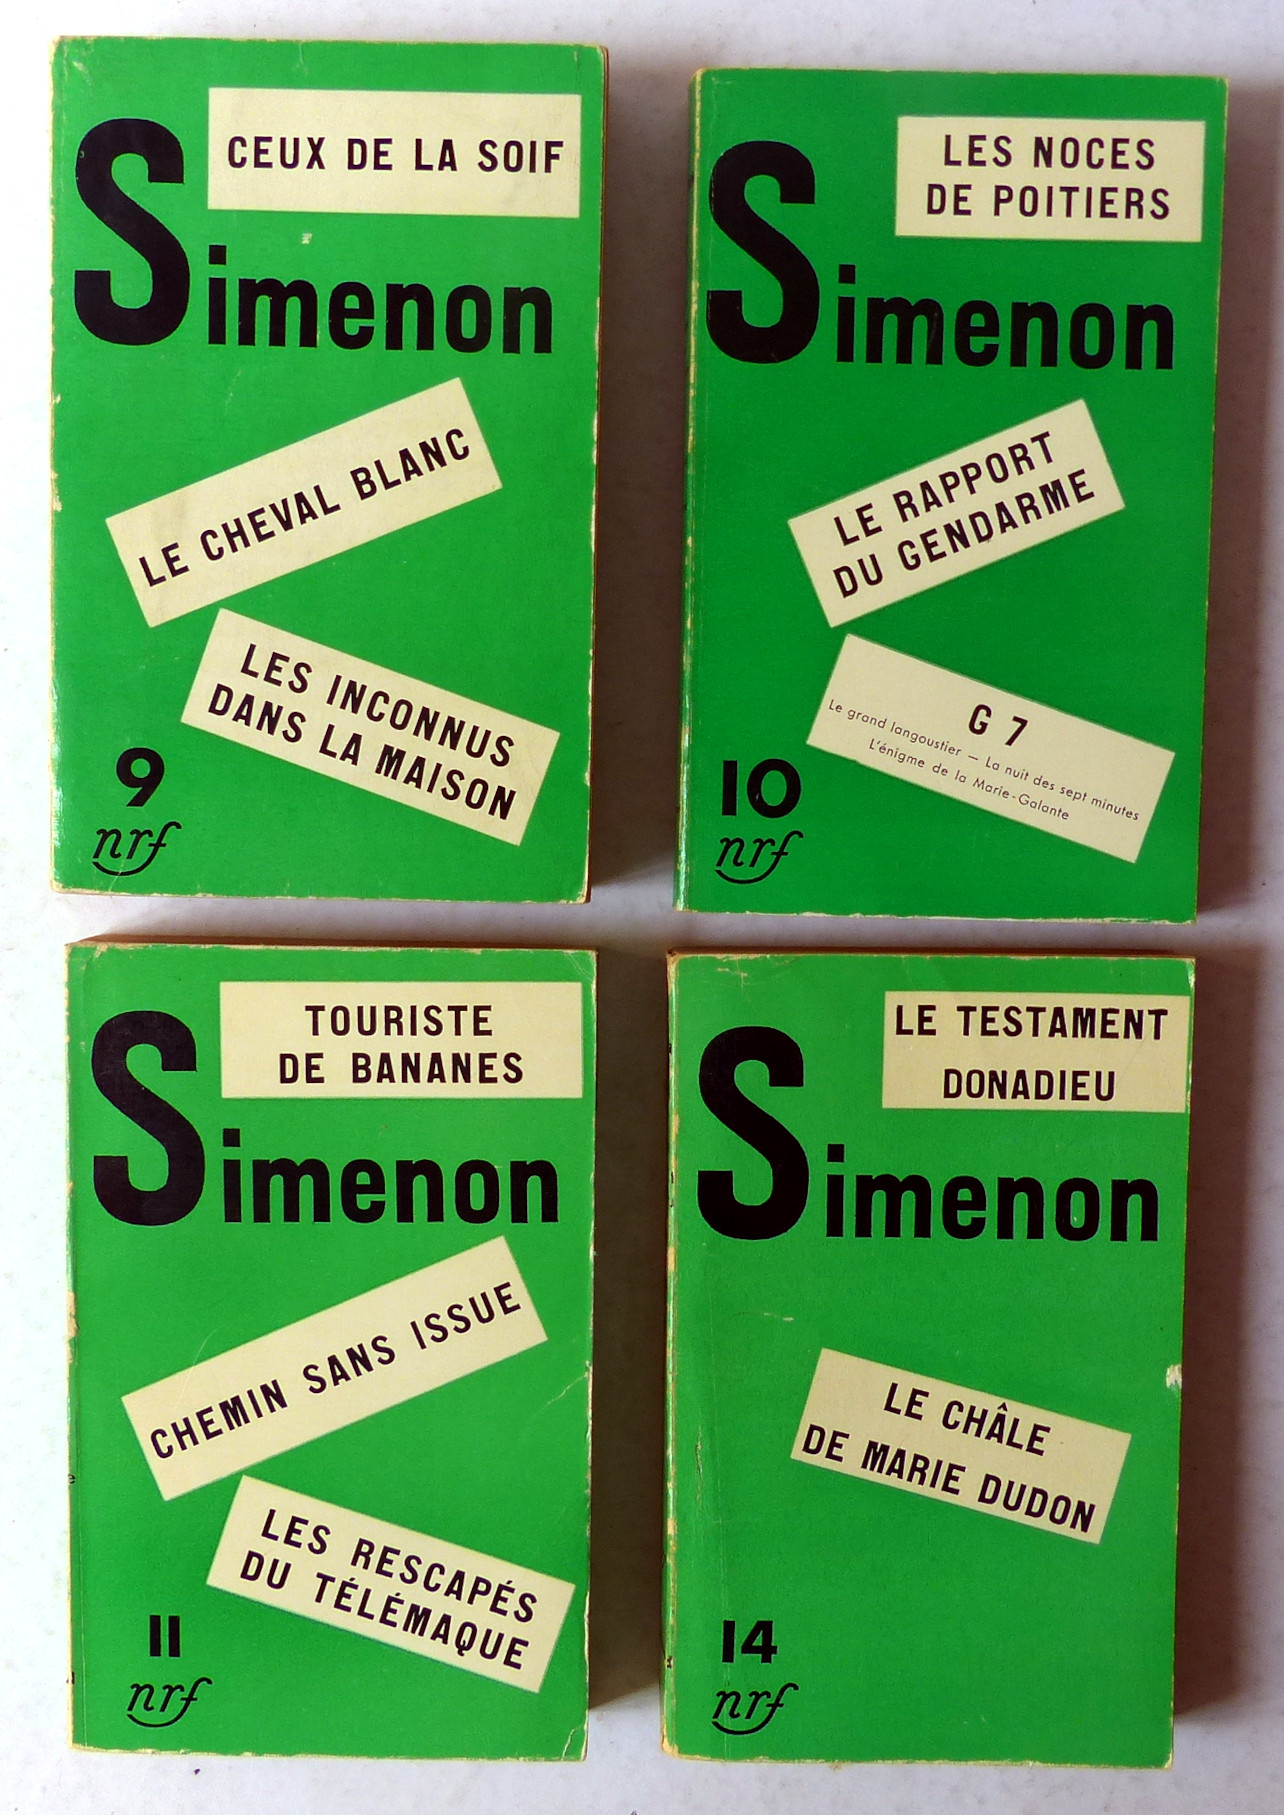 CEUX DE LA SOIF
Simenon
LE CHEVAL BLANC
LES INCONNUS
DANS LA MAISON
9
nrf
LES NOCES
DE POITIERS
Simenon
LE RAPPORT
DU GENDARME
G 7
Le grand langoustier — La nuit des sept minutes
L'énigme de la Marie-Galante
10
nrf
TOURISTE
DE BANANES
Simenon
CHEMIN SANS ISSUE
LES RESCAPÉS
DU TÉLÉMAQUE
11
nrf
LE TESTAMENT
DONADIEU
Simenon
LE CHÂLE
DE MARIE DUDON
14
nrf